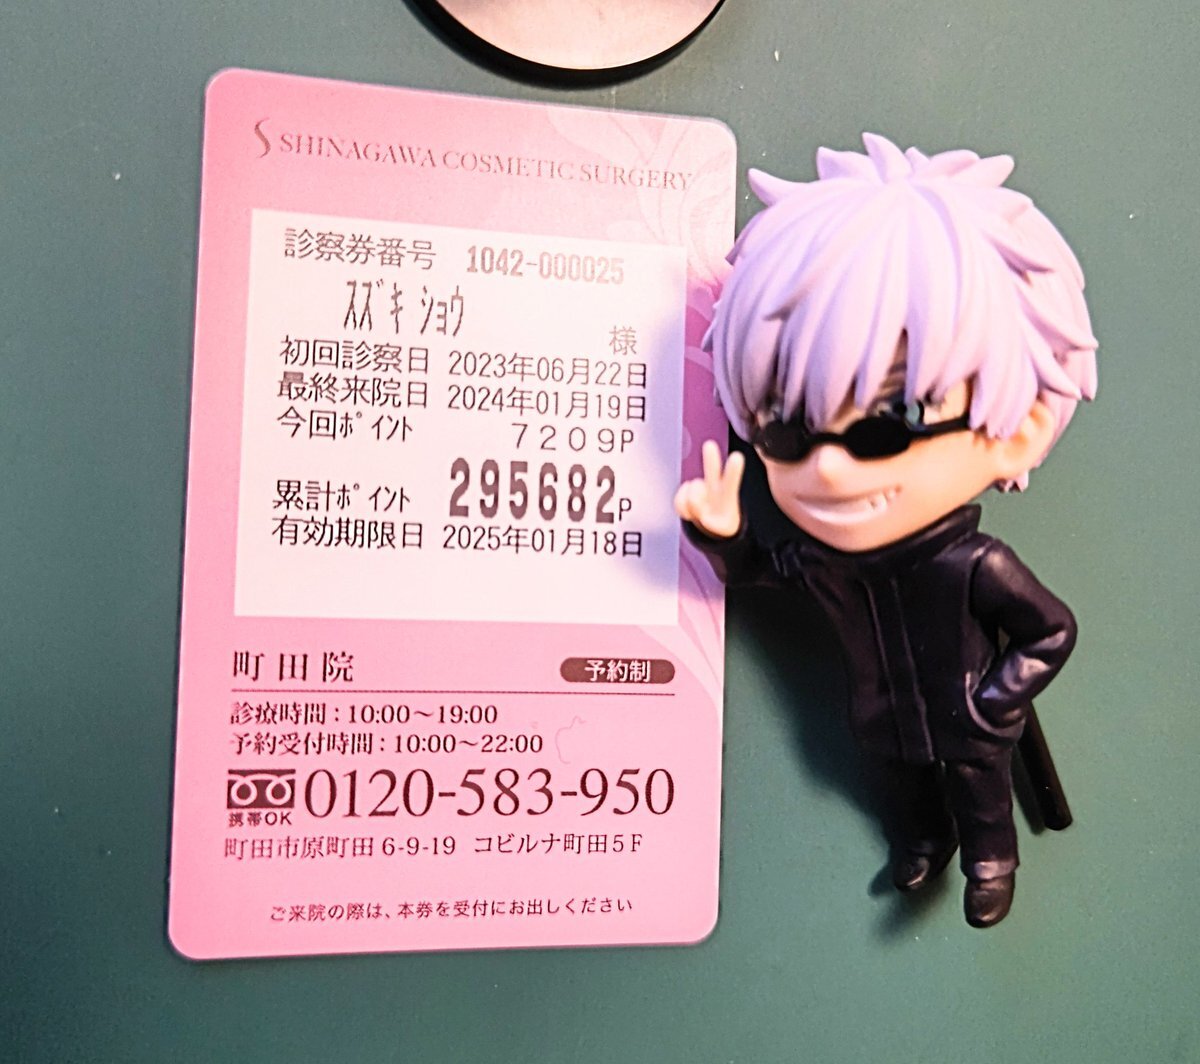 SHINAGAWA COSMETIC SURGERY
診察券番号 1042-000025
ｽｽﾞｷ ｼｮｳ
様
初回診察日 2023年06月22日
最終来院日 2024年01月19日
今回ﾎﾟｲﾝﾄ ７２０９P
累計ﾎﾟｲﾝﾄ 295682P
有効期限日 2025年01月18日
町田院 予約制
診療時間：10:00～19:00
予約受付時間：10:00～22:00
携帯OK 0120-583-950
町田市原町田 6-9-19 コビルナ町田5F
ご来院の際は、本券を受付にお出しください